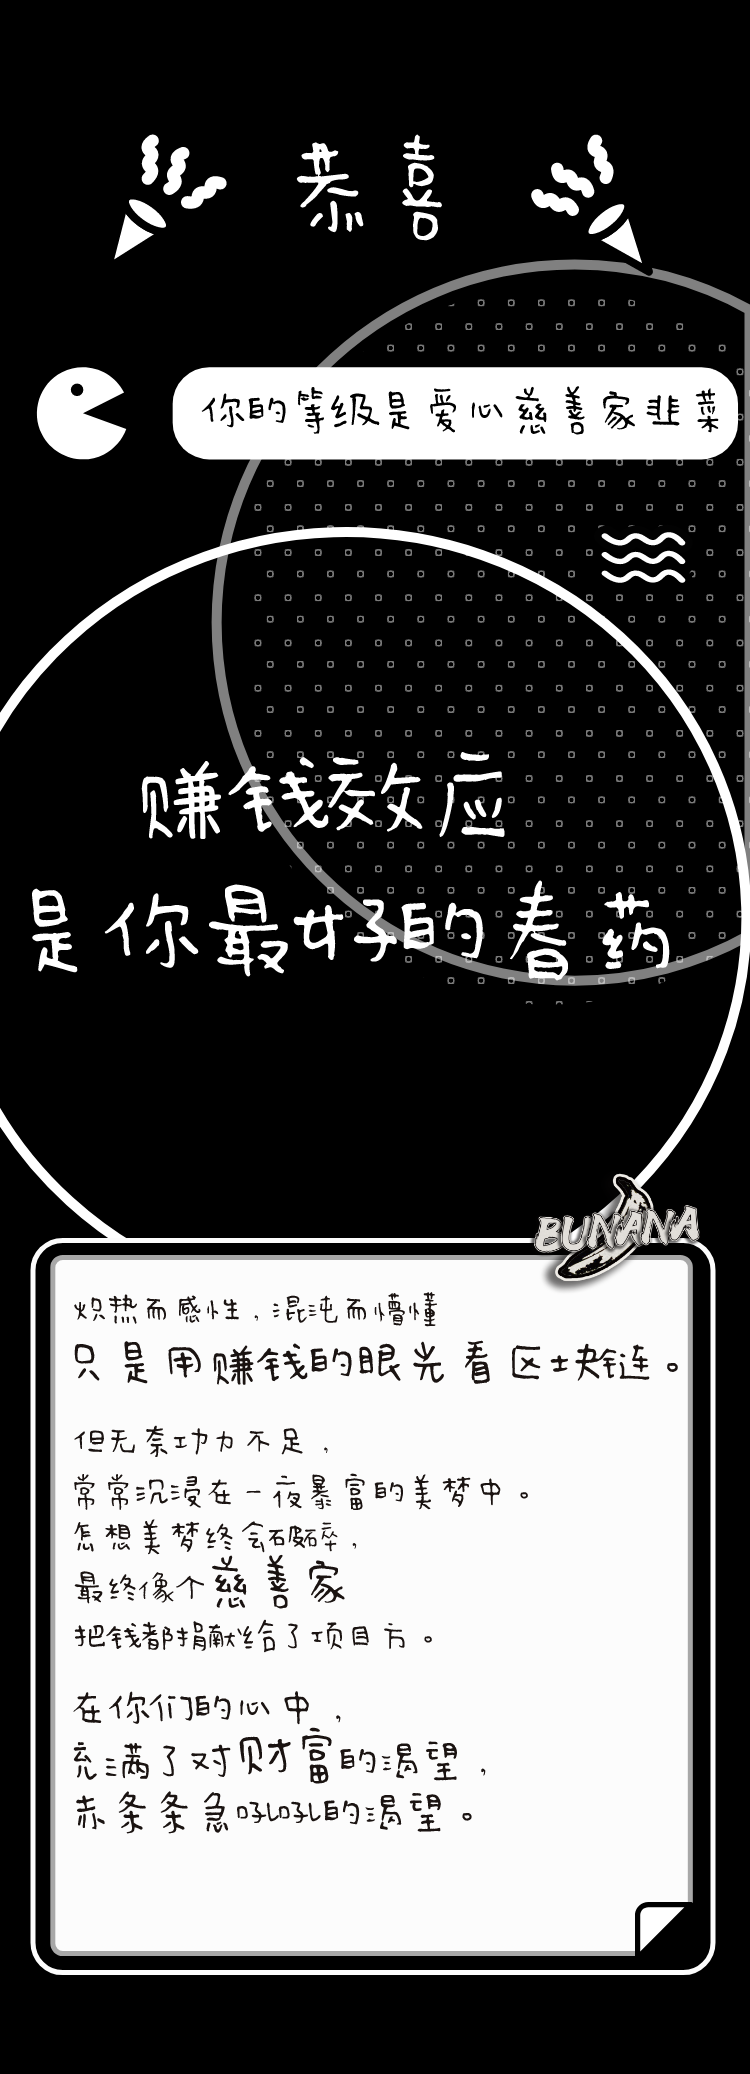 恭喜
你的等级是爱心慈善家韭菜
赚钱效应
是你最好的春药
BUNANA
炽热而感性，混沌而懵懂
只是用赚钱的眼光看区块链。
但无奈功力不足，
常常沉浸在一夜暴富的美梦中。
怎想美梦终会破碎，
最终像个慈善家
把钱都捐献给了项目方。
在你们的心中，
充满了对财富的渴望，
赤条条急吼吼的渴望。